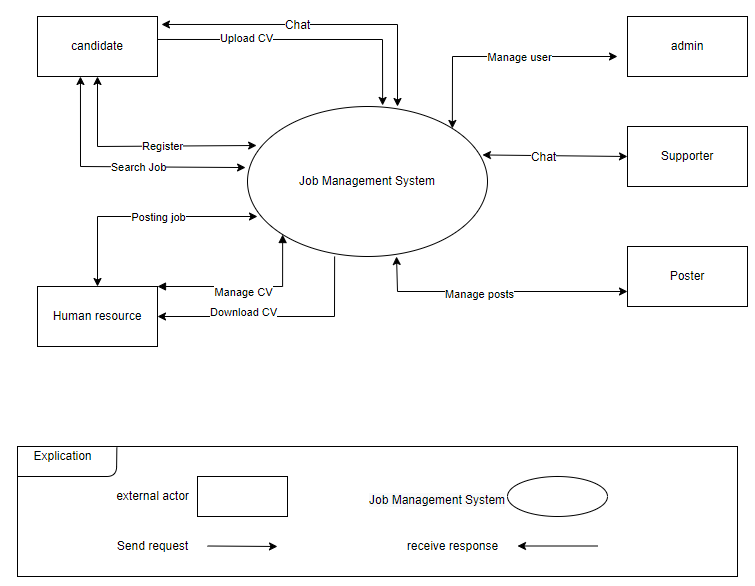 Chat
Upload CV
candidate
admin
Manage user
Register
Search Job
Chat
Supporter
Job Management System
Posting job
Poster
Manage CV
Manage posts
Download CV
Human resource
Explication
external actor
Job Management System
Send request
receive response